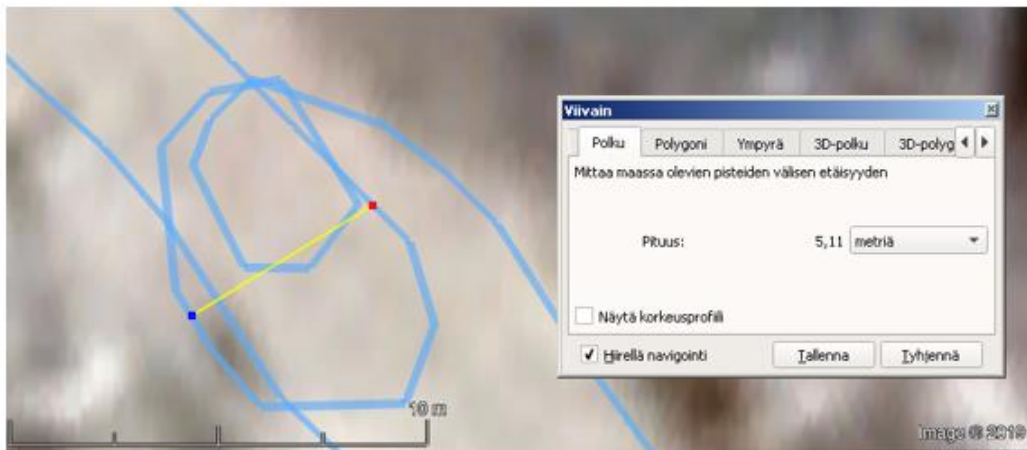 Viivain
Polku Polygoni Ympyrä 3D-polku 3D-polyg
Mittaa maassa olevien pisteiden välisen etäisyyden
Pituus: 5,11 metriä
Näytä korkeusprofiili
Hiirellä navigointi Tallenna Tyhjennä
10 m
Image © 2019